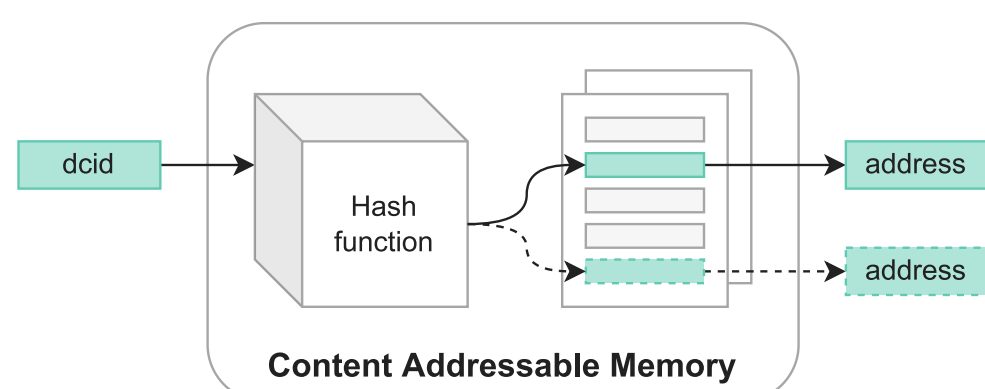 dcid
Hash
function
address
address
Content Addressable Memory